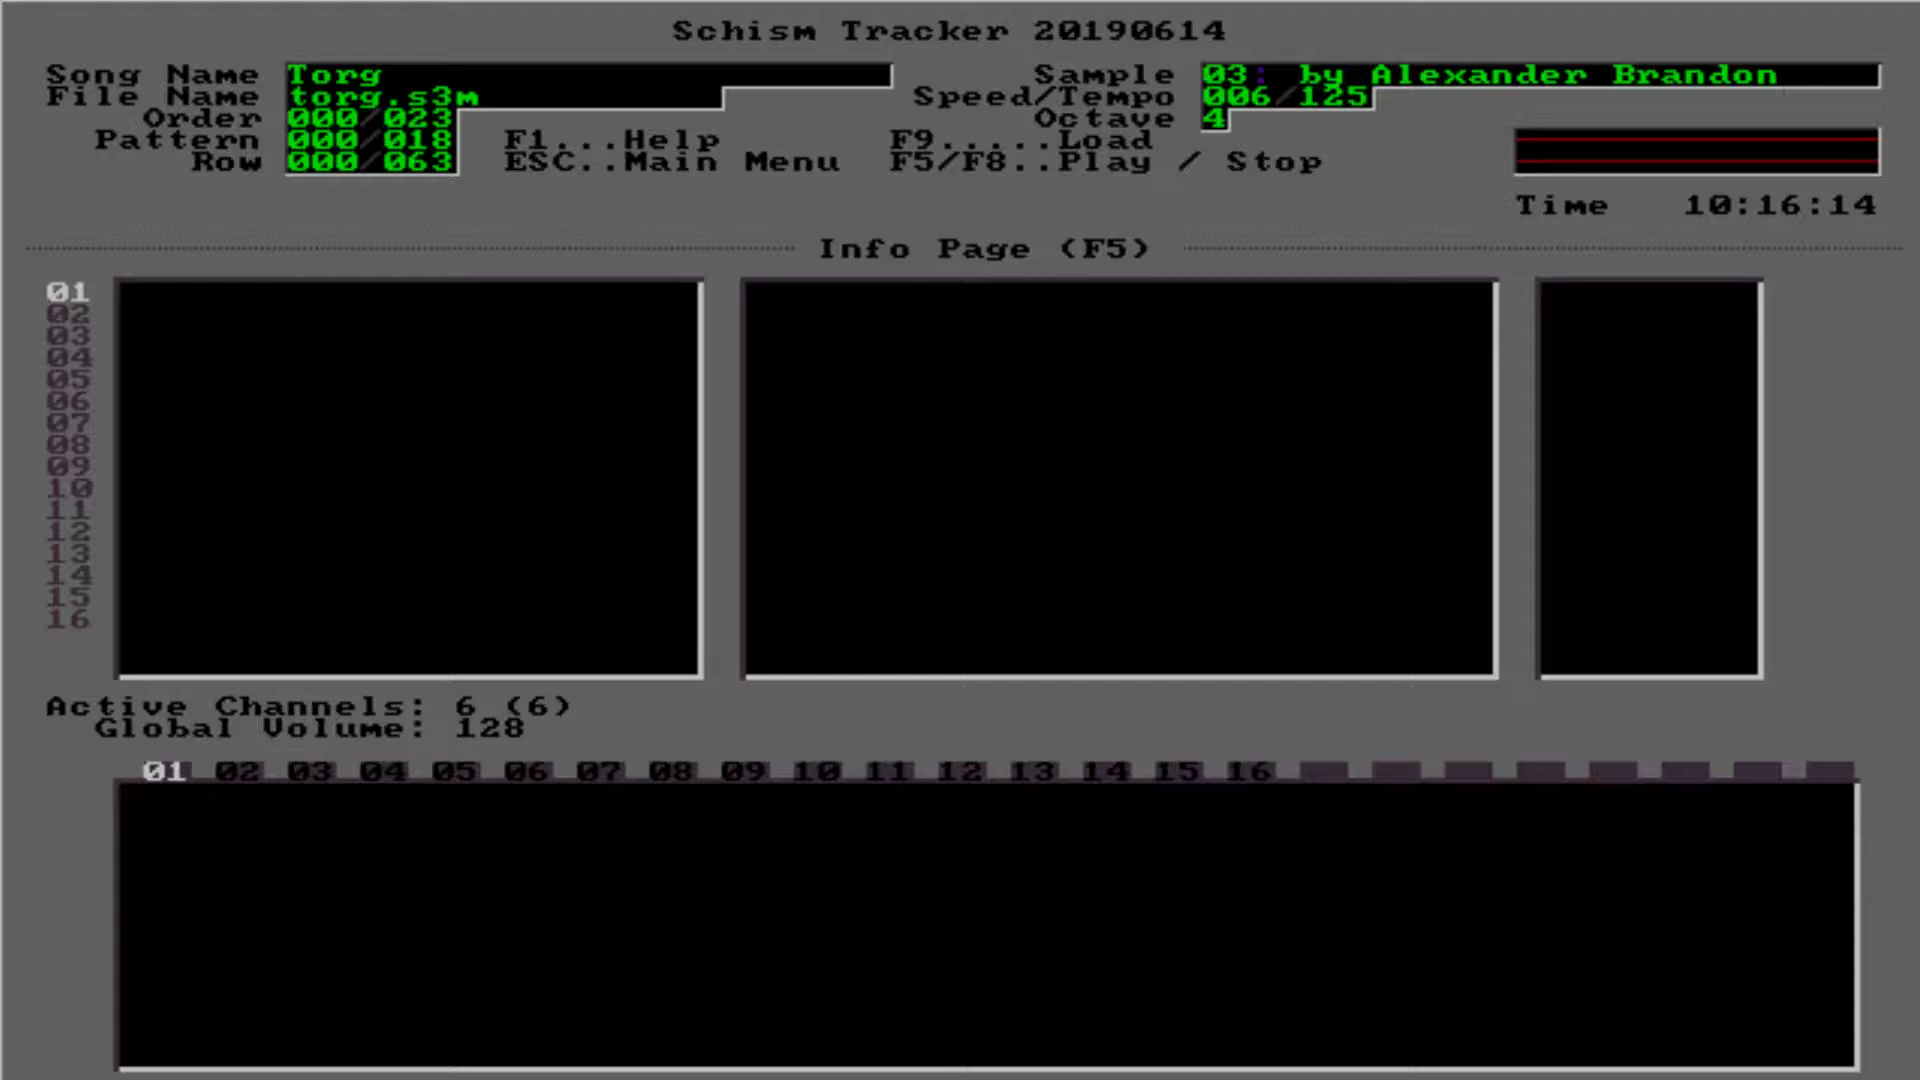 Schism Tracker 20190614
Song Name Torg Sample 03: by Alexander Brandon
File Name torg.s3m Speed/Tempo 006/125
Order 000/023 Octave 4
Pattern 000/018 F1...Help F9.....Load
Row 000/063 ESC..Main Menu F5/F8..Play / Stop
Time 10:16:14
Info Page (F5)
01
02
03
04
05
06
07
08
09
10
11
12
13
14
15
16
Active Channels: 6 (6)
Global Volume: 128
01 02 03 04 05 06 07 08 09 10 11 12 13 14 15 16